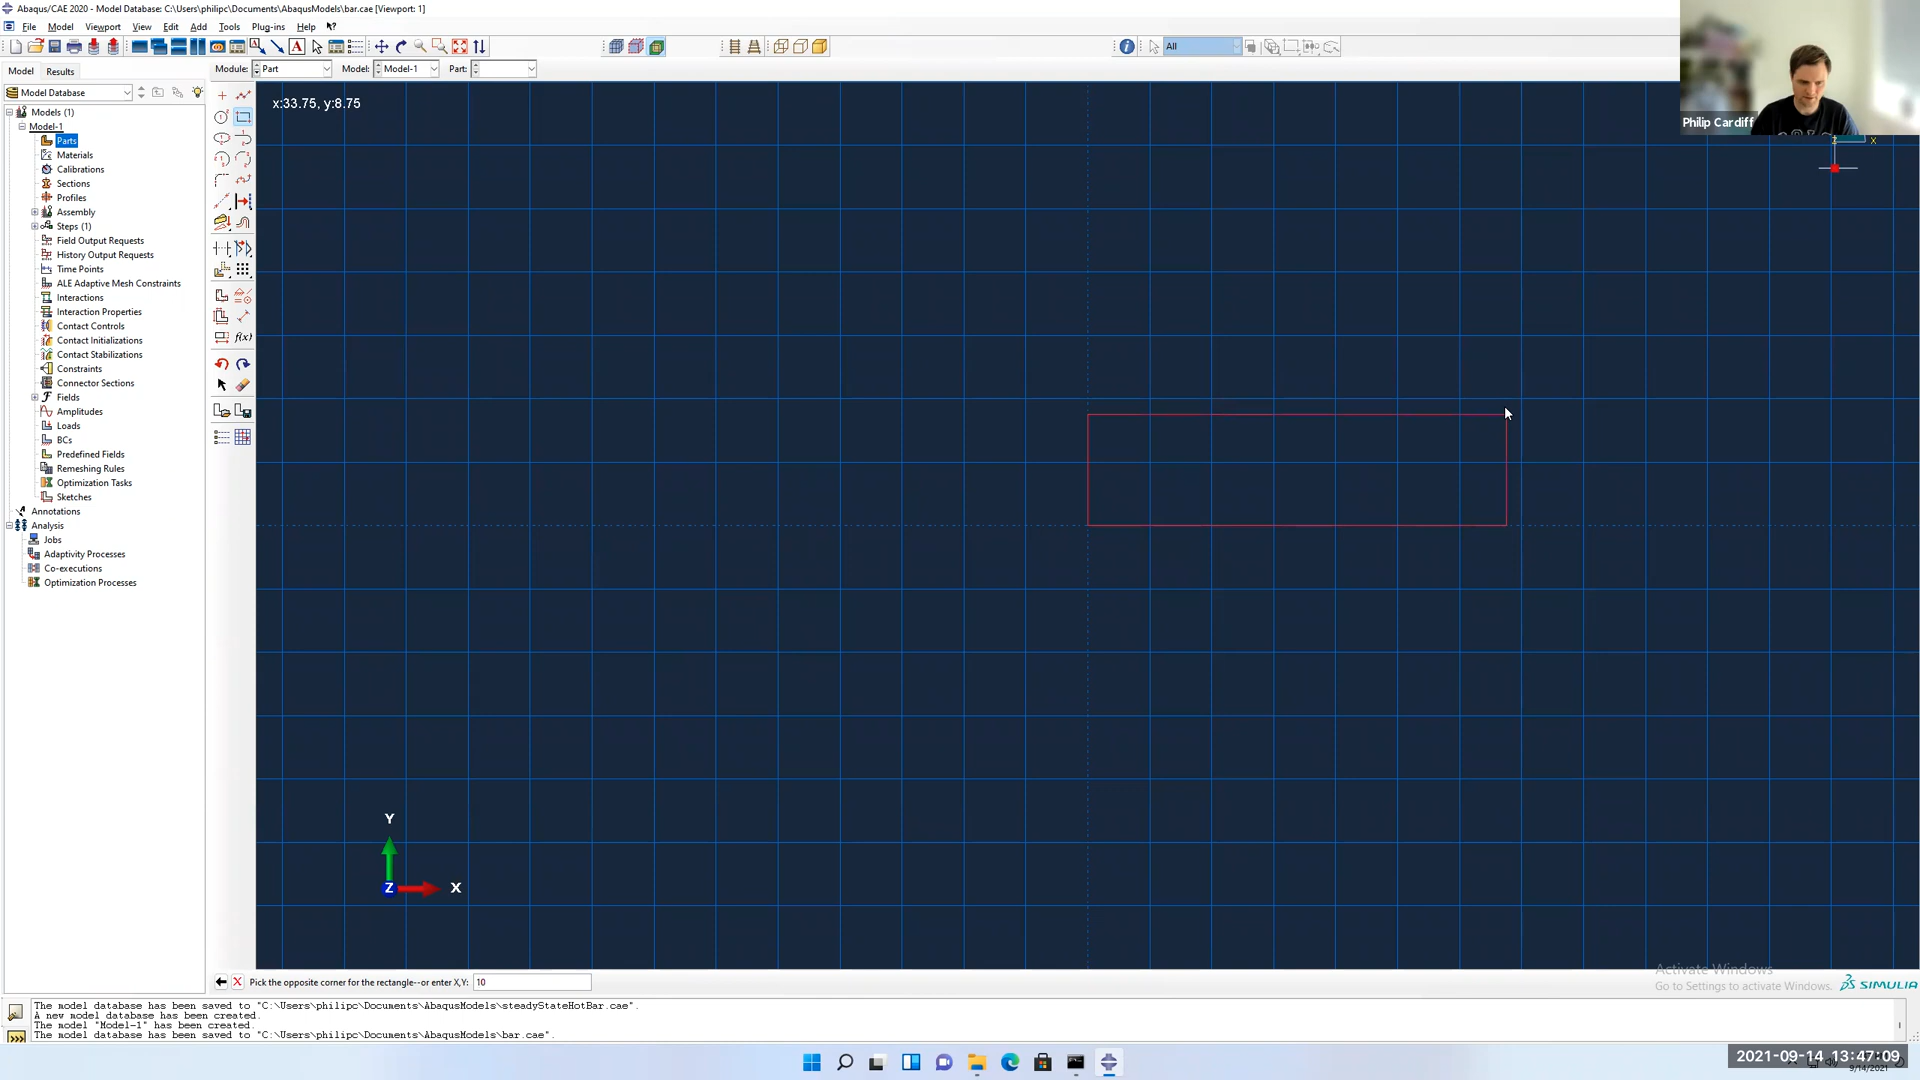 Abaqus/CAE 2020 - Model Database: C:\Users\philipc\Documents\AbaqusModels\bar.cae [Viewport: 1]
File Model Viewport View Edit Add Tools Plug-ins Help
All
Model Results
Module: Part Model: Model-1 Part:
Model Database
x:33.75, y:8.75
Philip Cardiff
Models (1)
Model-1
Parts
Materials
Calibrations
Sections
Profiles
Assembly
Steps (1)
Field Output Requests
History Output Requests
Time Points
ALE Adaptive Mesh Constraints
Interactions
Interaction Properties
Contact Controls
Contact Initializations
Contact Stabilizations
Constraints
Connector Sections
Fields
Amplitudes
Loads
BCs
Predefined Fields
Remeshing Rules
Optimization Tasks
Sketches
Annotations
Analysis
Jobs
Adaptivity Processes
Co-executions
Optimization Processes
f(x)
X
Y
Z X
Activate Windows
Go to Settings to activate Windows.
SIMULIA
Pick the opposite corner for the rectangle--or enter X,Y: 10
The model database has been saved to "C:\Users\philipc\Documents\AbaqusModels\steadyStateHotBar.cae".
A new model database has been created.
The model "Model-1" has been created.
The model database has been saved to "C:\Users\philipc\Documents\AbaqusModels\bar.cae".
2021-09-14 13:47:09
9/14/2021